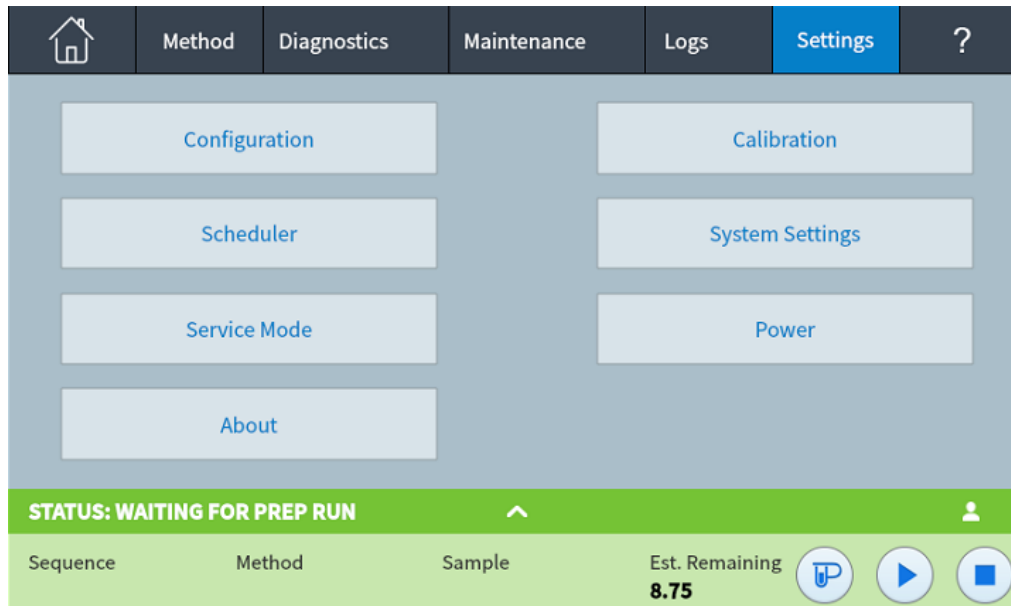 Method Diagnostics Maintenance Logs Settings ?
Configuration
Calibration
Scheduler
System Settings
Service Mode
Power
About
STATUS: WAITING FOR PREP RUN
Sequence Method Sample Est. Remaining
8.75